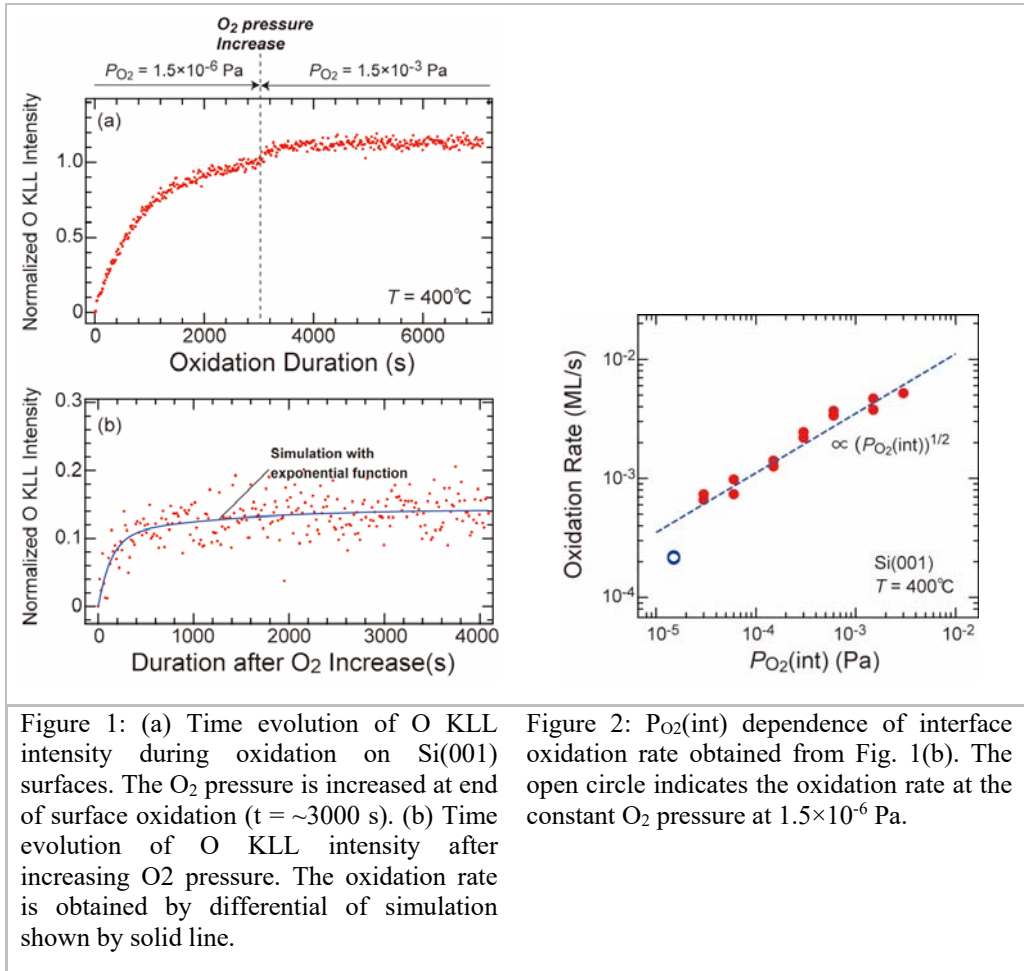 O2 pressure
Increase
PO2 = 1.5×10-6 Pa
PO2 = 1.5×10-3 Pa
(a)
Normalized O KLL Intensity
1.0
0.5
0
T = 400℃
0
2000
4000
6000
Oxidation Duration (s)
(b)
Normalized O KLL Intensity
0.3
0.2
0.1
0
Simulation with
exponential function
0
1000
2000
3000
4000
Duration after O2 Increase(s)
Oxidation Rate (ML/s)
10-2
10-3
10-4
∝ (PO2(int))1/2
Si(001)
T = 400℃
10-5
10-4
10-3
10-2
PO2(int) (Pa)
Figure 1: (a) Time evolution of O KLL
intensity during oxidation on Si(001)
surfaces. The O2 pressure is increased at end
of surface oxidation (t = ~3000 s). (b) Time
evolution of O KLL intensity after
increasing O2 pressure. The oxidation rate
is obtained by differential of simulation
shown by solid line.
Figure 2: PO2(int) dependence of interface
oxidation rate obtained from Fig. 1(b). The
open circle indicates the oxidation rate at the
constant O2 pressure at 1.5×10-6 Pa.